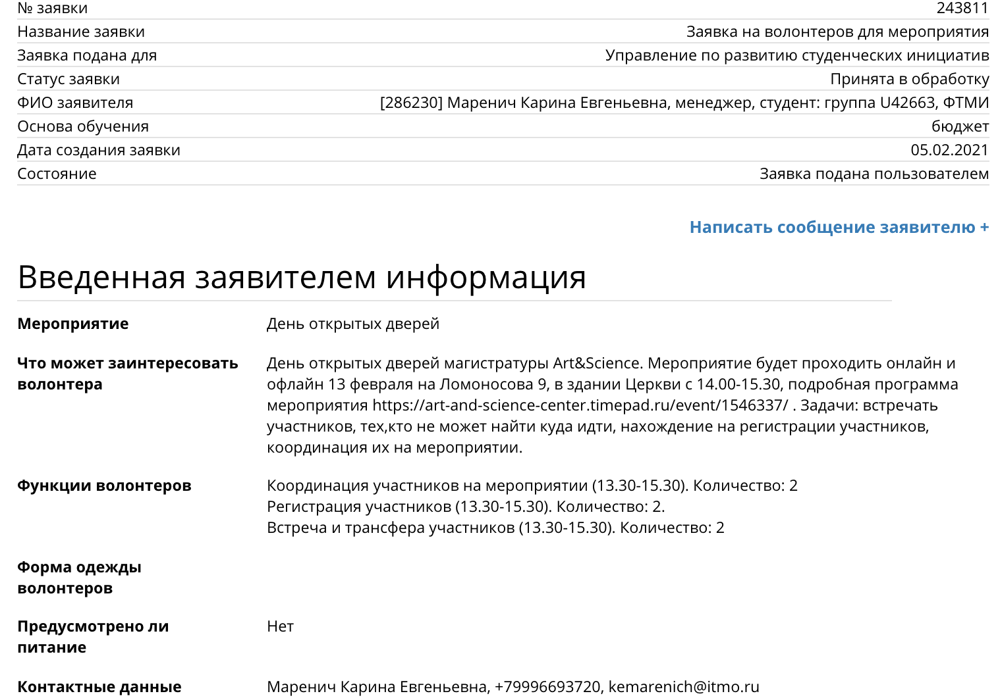 № заявки 243811
Название заявки Заявка на волонтеров для мероприятия
Заявка подана для Управление по развитию студенческих инициатив
Статус заявки Принята в обработку
ФИО заявителя [286230] Маренич Карина Евгеньевна, менеджер, студент: группа U42663, ФТМИ
Основа обучения бюджет
Дата создания заявки 05.02.2021
Состояние Заявка подана пользователем
Написать сообщение заявителю +
Введенная заявителем информация
Мероприятие День открытых дверей
Что может заинтересовать День открытых дверей магистратуры Art&Science. Мероприятие будет проходить онлайн и
волонтера офлайн 13 февраля на Ломоносова 9, в здании Церкви с 14.00-15.30, подробная программа
мероприятия https://art-and-science-center.timepad.ru/event/1546337/ . Задачи: встречать
участников, тех,кто не может найти куда идти, нахождение на регистрации участников,
координация их на мероприятии.
Функции волонтеров Координация участников на мероприятии (13.30-15.30). Количество: 2
Регистрация участников (13.30-15.30). Количество: 2.
Встреча и трансфера участников (13.30-15.30). Количество: 2
Форма одежды
волонтеров
Предусмотрено ли Нет
питание
Контактные данные Маренич Карина Евгеньевна, +79996693720, kemarenich@itmo.ru